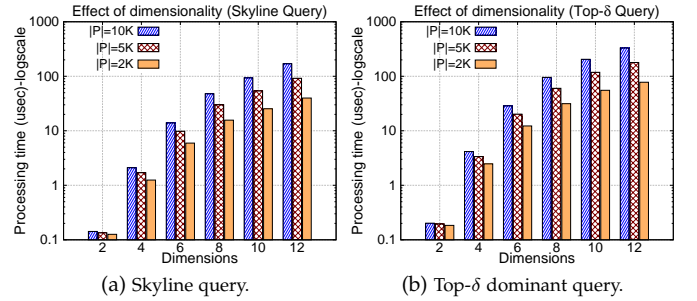 Effect of dimensionality (Skyline Query)
Processing time (usec)-logscale
|P|=10K
|P|=5K
|P|=2K
1000
100
10
1
0.1
2 4 6 8 10 12
Dimensions
(a) Skyline query.
Effect of dimensionality (Top-δ Query)
Processing time (usec)-logscale
|P|=10K
|P|=5K
|P|=2K
1000
100
10
1
0.1
2 4 6 8 10 12
Dimensions
(b) Top-δ dominant query.